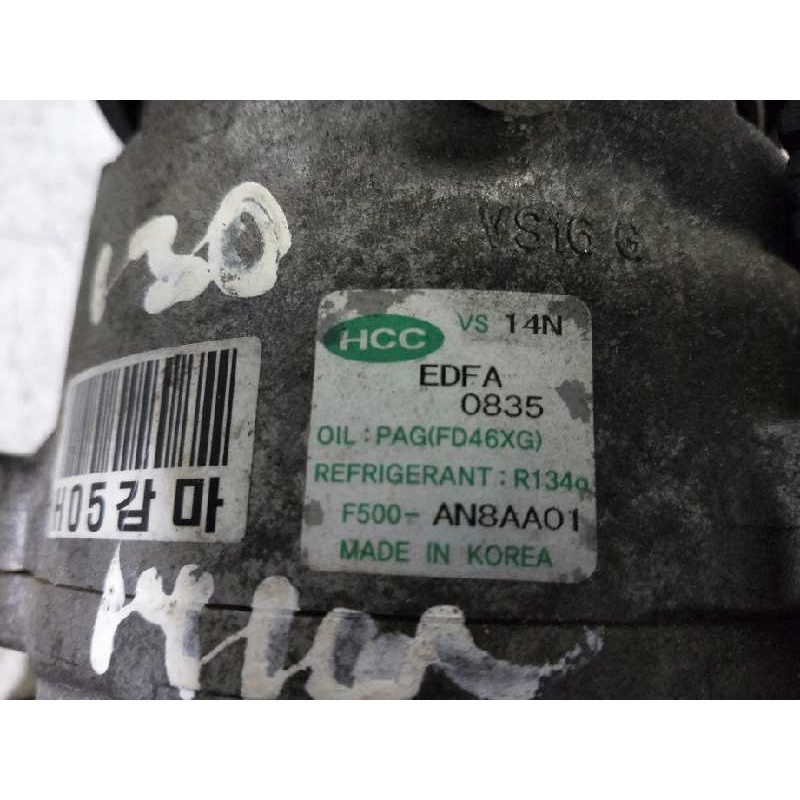 VS16 G
130
HCC VS 14N
EDFA
0835
OIL : PAG(FD46XG)
REFRIGERANT : R134a
F500- AN8AA01
MADE IN KOREA
H05감마